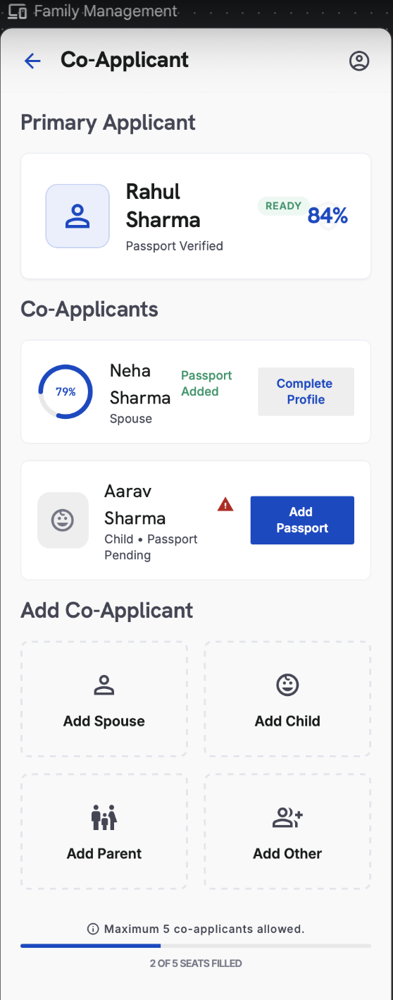 Family Management
Co-Applicant
Primary Applicant
Rahul
Sharma
Passport Verified
READY
84%
Co-Applicants
79%
Neha
Sharma
Spouse
Passport
Added
Complete
Profile
Aarav
Sharma
Child • Passport
Pending
Add
Passport
Add Co-Applicant
Add Spouse
Add Child
Add Parent
Add Other
Maximum 5 co-applicants allowed.
2 OF 5 SEATS FILLED